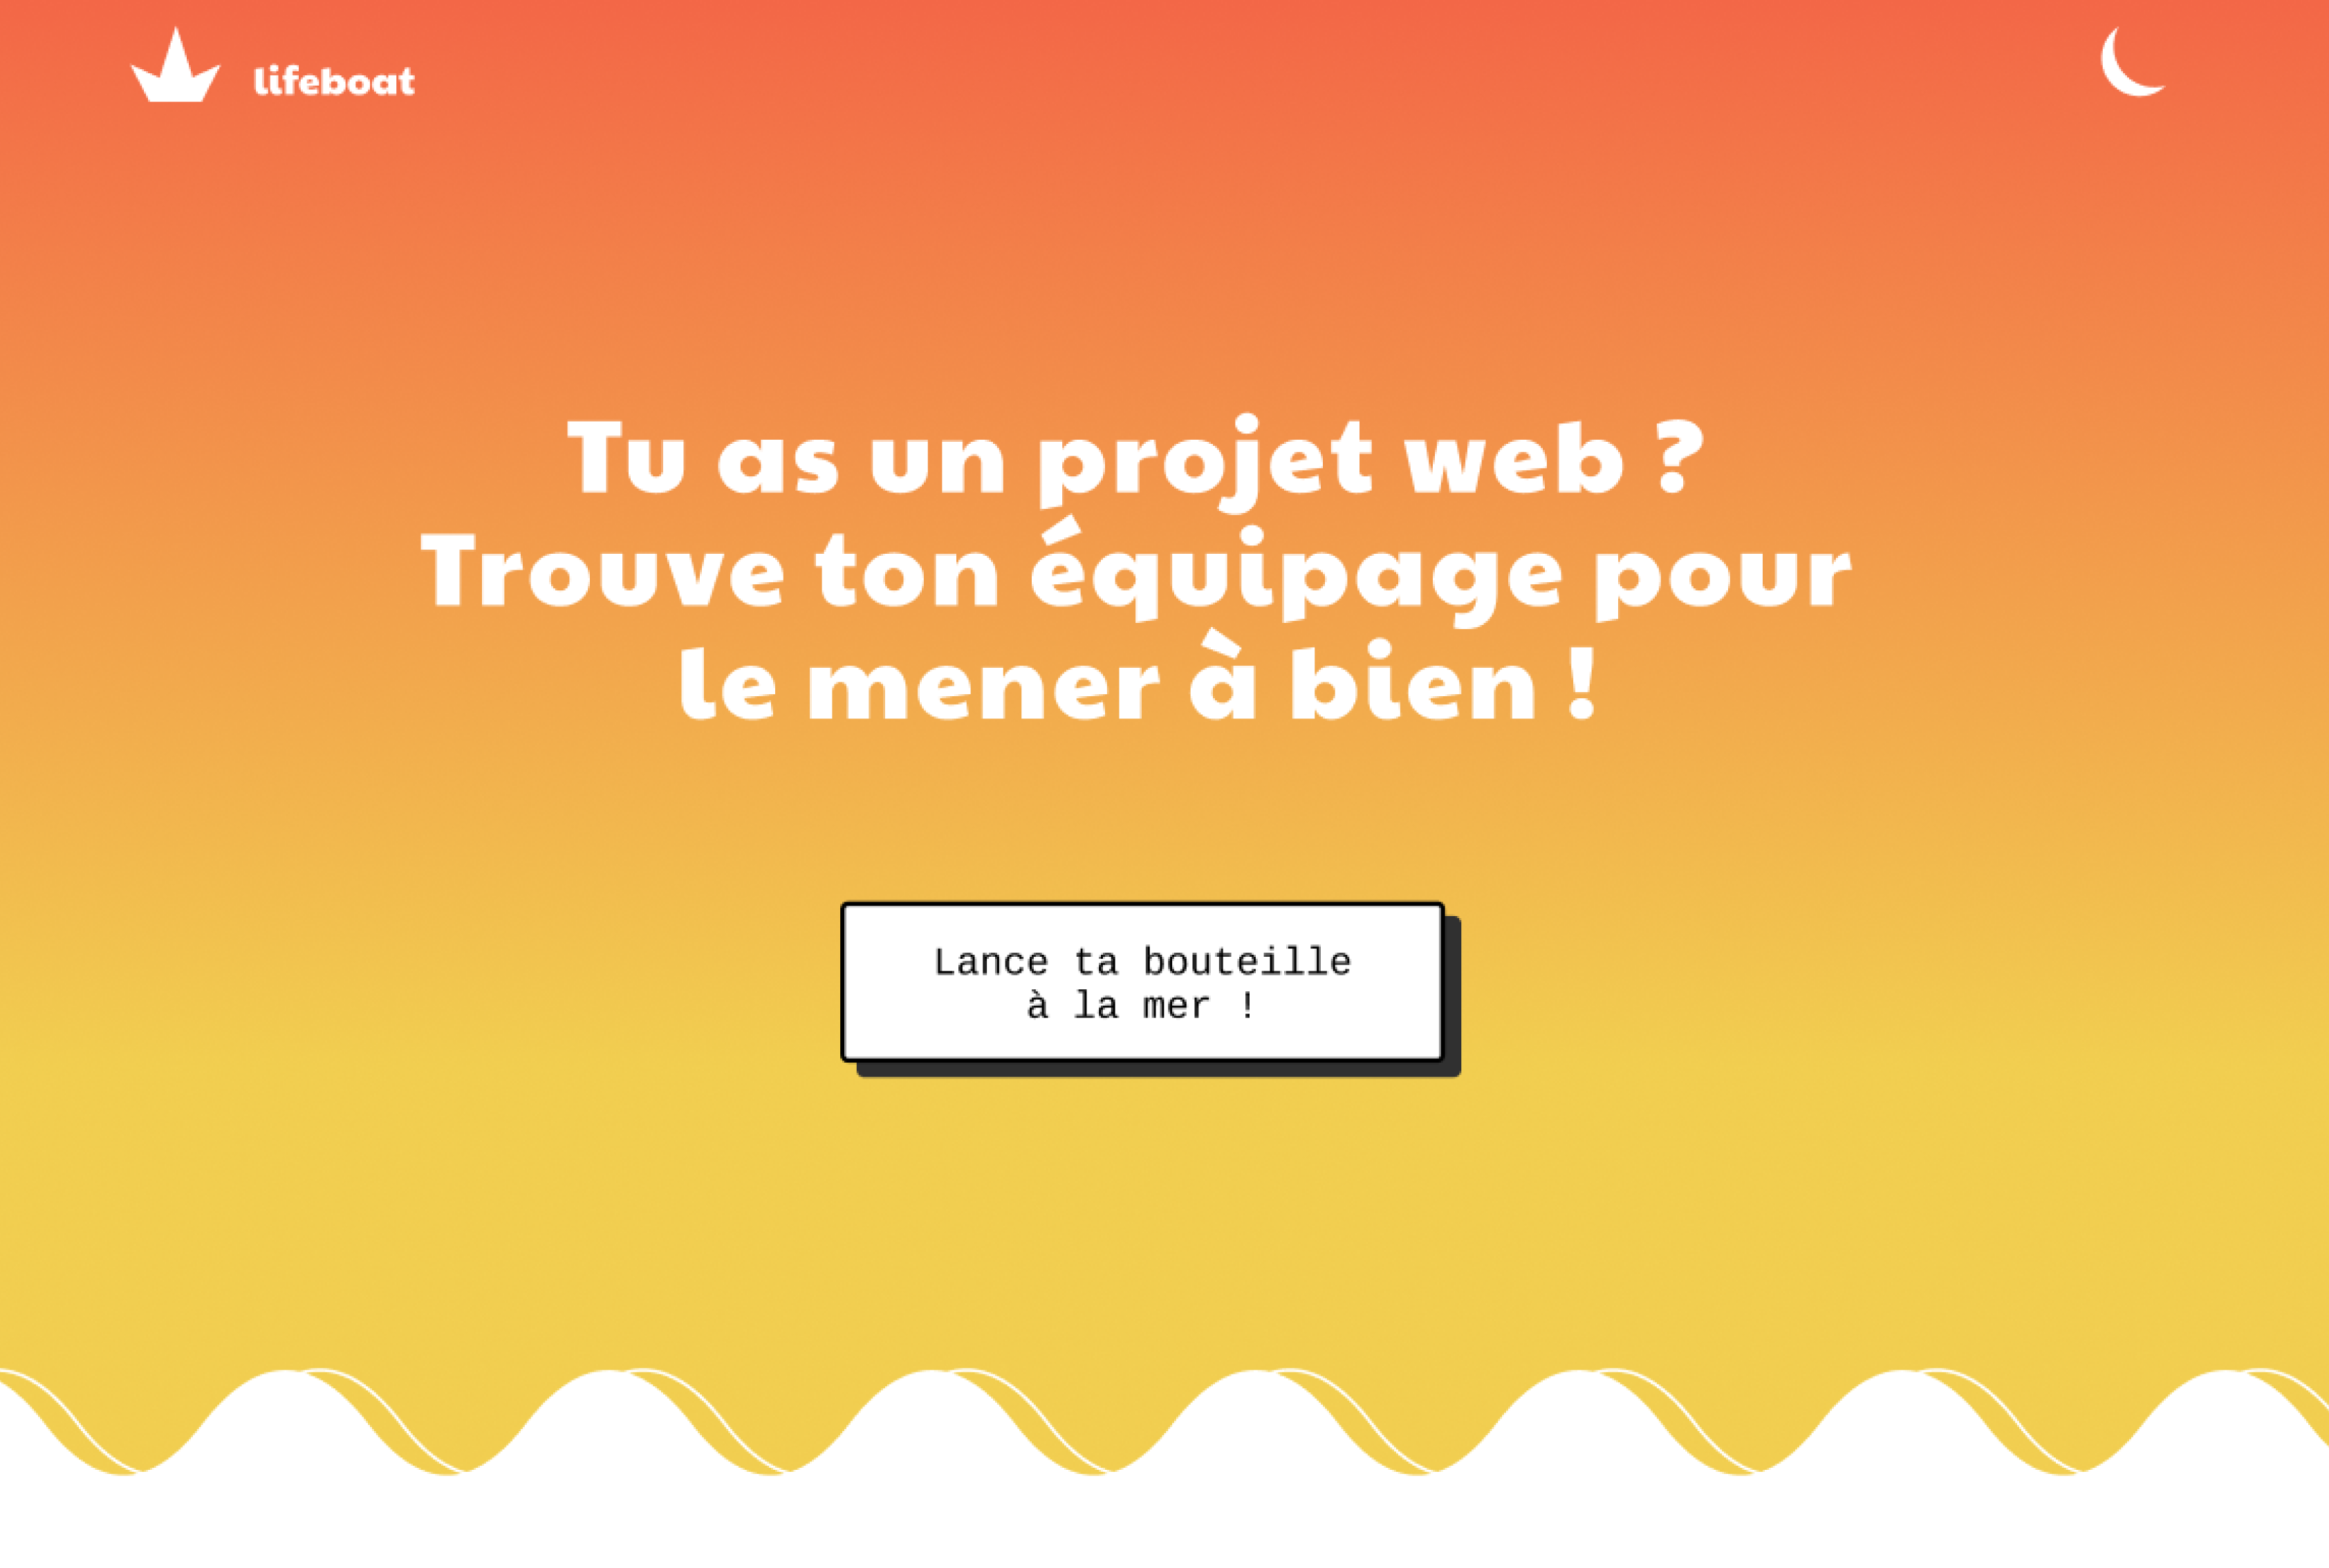 lifeboat
Tu as un projet web ?
Trouve ton équipage pour
le mener à bien !
Lance ta bouteille
à la mer !